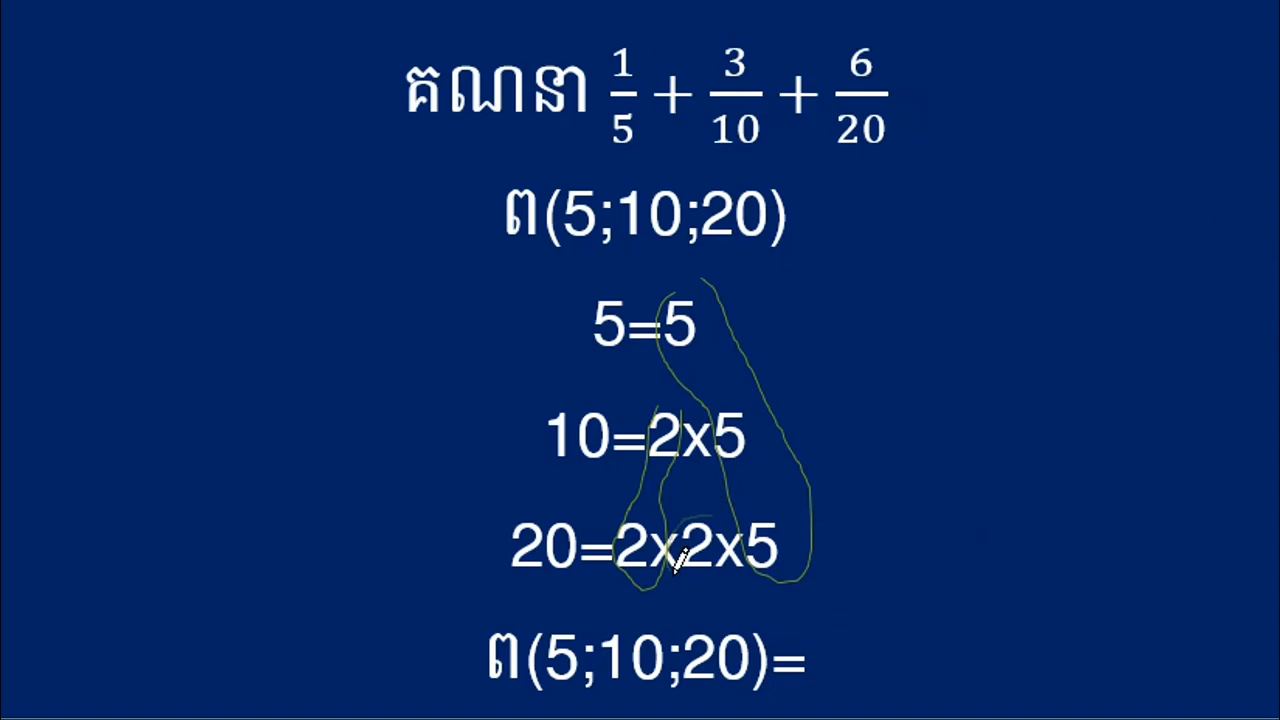 គណនា 1/5 + 3/10 + 6/20
ព(5;10;20)
5=5
10=2x5
20=2x2x5
ព(5;10;20)=